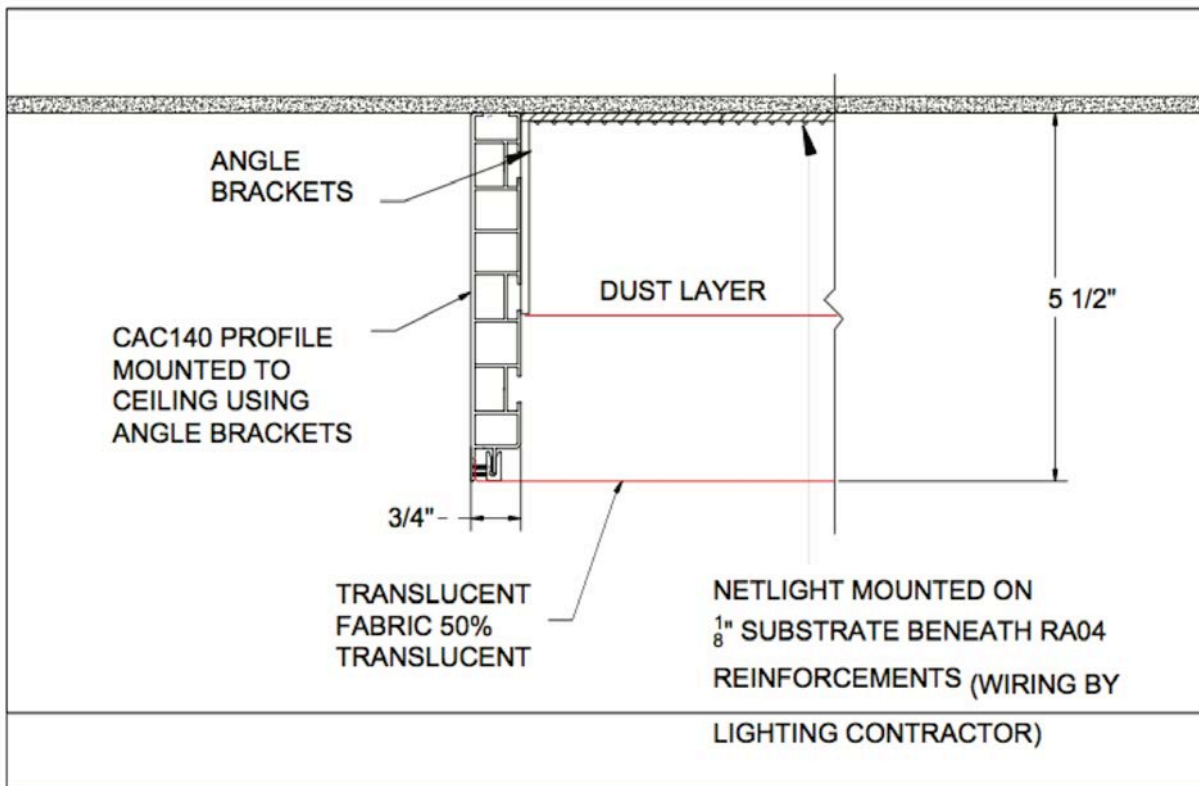 ANGLE
BRACKETS
DUST LAYER
5 1/2"
CAC140 PROFILE
MOUNTED TO
CEILING USING
ANGLE BRACKETS
3/4"
TRANSLUCENT
FABRIC 50%
TRANSLUCENT
NETLIGHT MOUNTED ON
1/8" SUBSTRATE BENEATH RA04
REINFORCEMENTS (WIRING BY
LIGHTING CONTRACTOR)